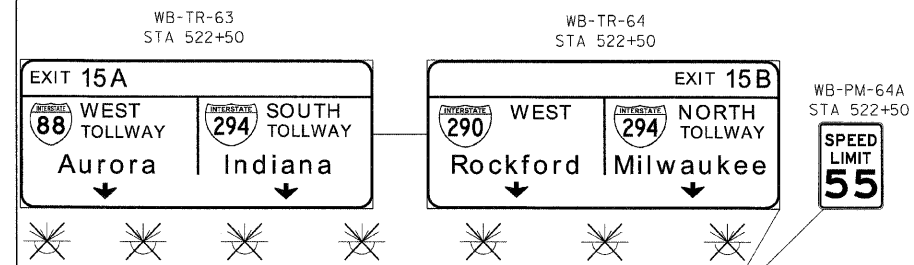 WB-TR-63
STA 522+50
WB-TR-64
STA 522+50
EXIT 15A
INTERSTATE
88
WEST
TOLLWAY
Aurora
INTERSTATE
294
SOUTH
TOLLWAY
Indiana
EXIT 15B
INTERSTATE
290
WEST
Rockford
INTERSTATE
294
NORTH
TOLLWAY
Milwaukee
WB-PM-64A
STA 522+50
SPEED
LIMIT
55